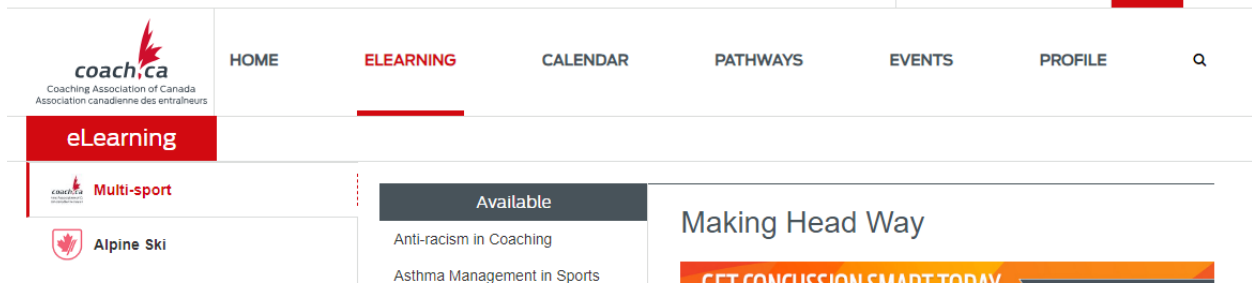 coach.ca
Coaching Association of Canada
Association canadienne des entraîneurs
HOME
ELEARNING
CALENDAR
PATHWAYS
EVENTS
PROFILE
eLearning
Multi-sport
Alpine Ski
Available
Anti-racism in Coaching
Asthma Management in Sports
Making Head Way
GET CONCUSSION SMART TODAY